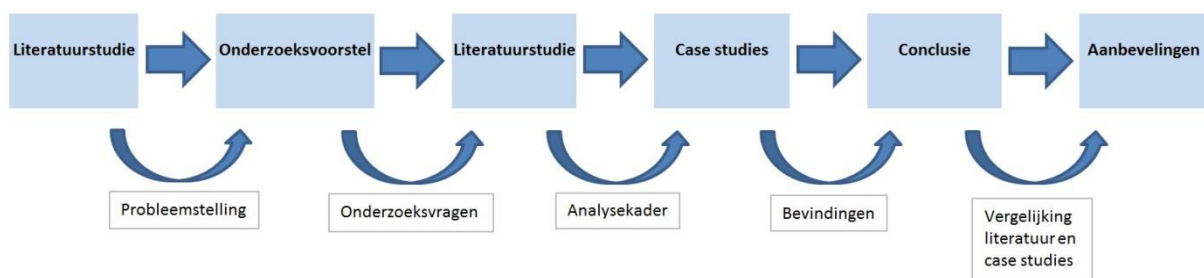 Literatuurstudie
Onderzoeksvoorstel
Literatuurstudie
Case studies
Conclusie
Aanbevelingen
Probleemstelling
Onderzoeksvragen
Analysekader
Bevindingen
Vergelijking
literatuur en
case studies